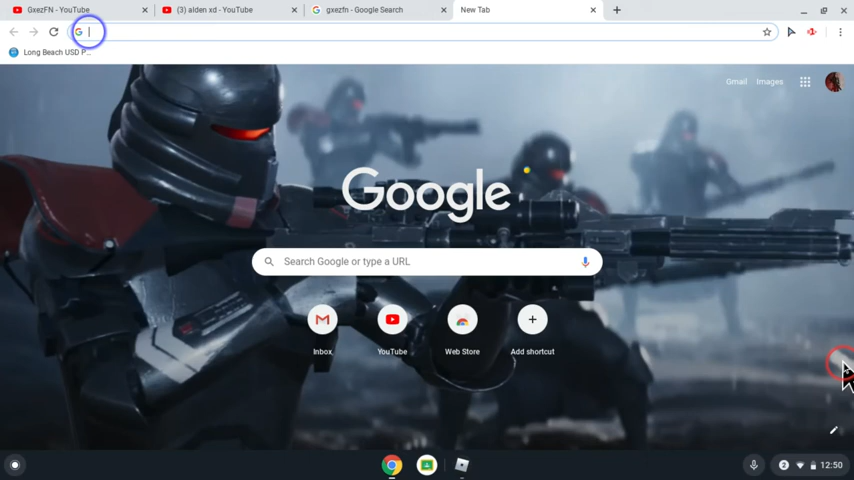 GxezFN - YouTube
(3) alden xd - YouTube
gxezfn - Google Search
New Tab
Long Beach USD P...
Gmail Images
Google
Search Google or type a URL
Inbox
YouTube
Web Store
Add shortcut
2
12:50